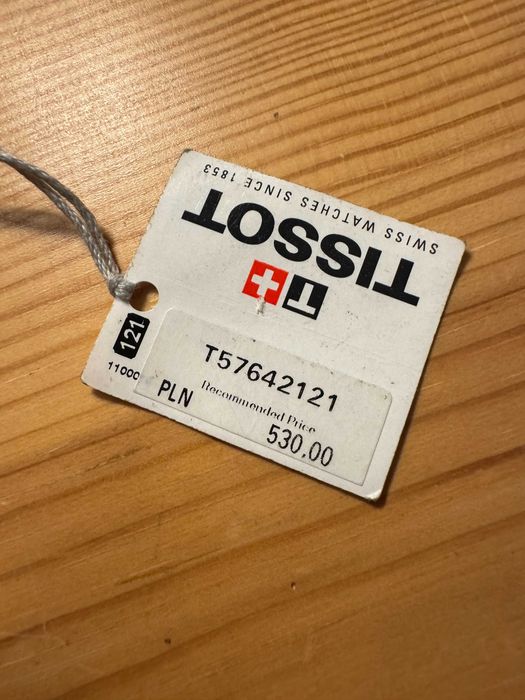 SWISS WATCHES SINCE 1853
TISSOT
T+
121
11000
T57642121
Recommended Price
PLN 530.00